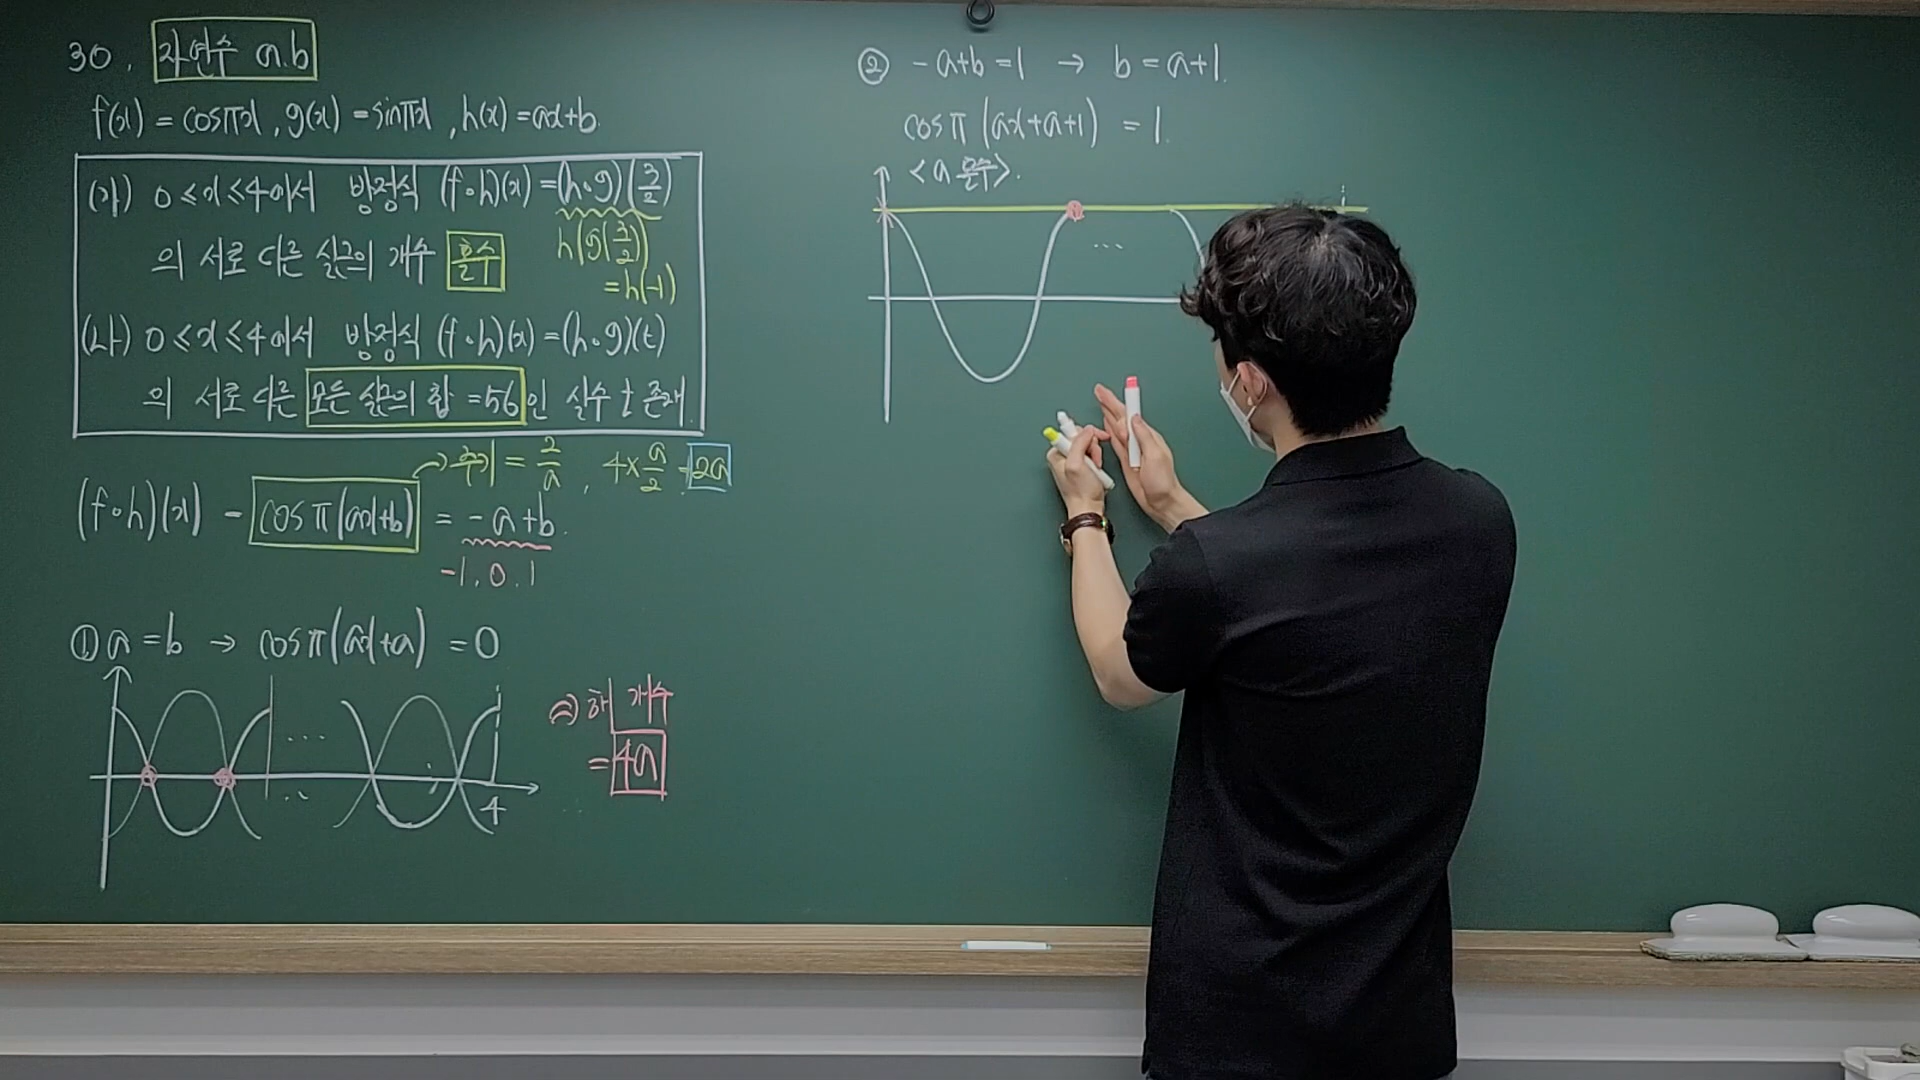 30. 자연수 a.b
f(x) = cosπx, g(x) = sinπx, h(x) = ax+b.
(가) 0 ≤ x ≤ 4에서 방정식 (f∘h)(x) = (h∘g)(3/2)
의 서로 다른 실근의 개수 홀수
h(g(3/2))
= h(-1)
(나) 0 ≤ x ≤ 4에서 방정식 (f∘h)(x) = (h∘g)(t)
의 서로 다른 모든 실근의 합 = 56 인 실수 t 존재.
→ 주기 = 2/a, 4×a/2 = 2a
(f∘h)(x) - cosπ(ax+b) = -a+b.
-1, 0, 1
① a = b → cosπ(ax+a) = 0
⇒ 해 개수
= 4a
... 
4
② -a+b = 1 → b = a+1.
cosπ(ax+a+1) = 1.
<a 홀수>.
...